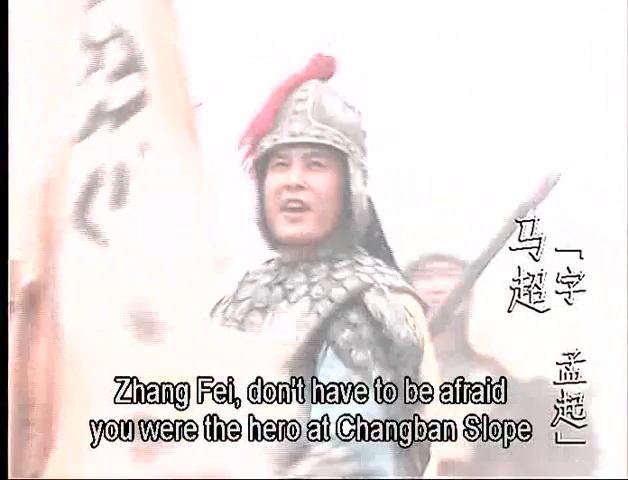 马超
「字 孟起」
Zhang Fei, don't have to be afraid
you were the hero at Changban Slope